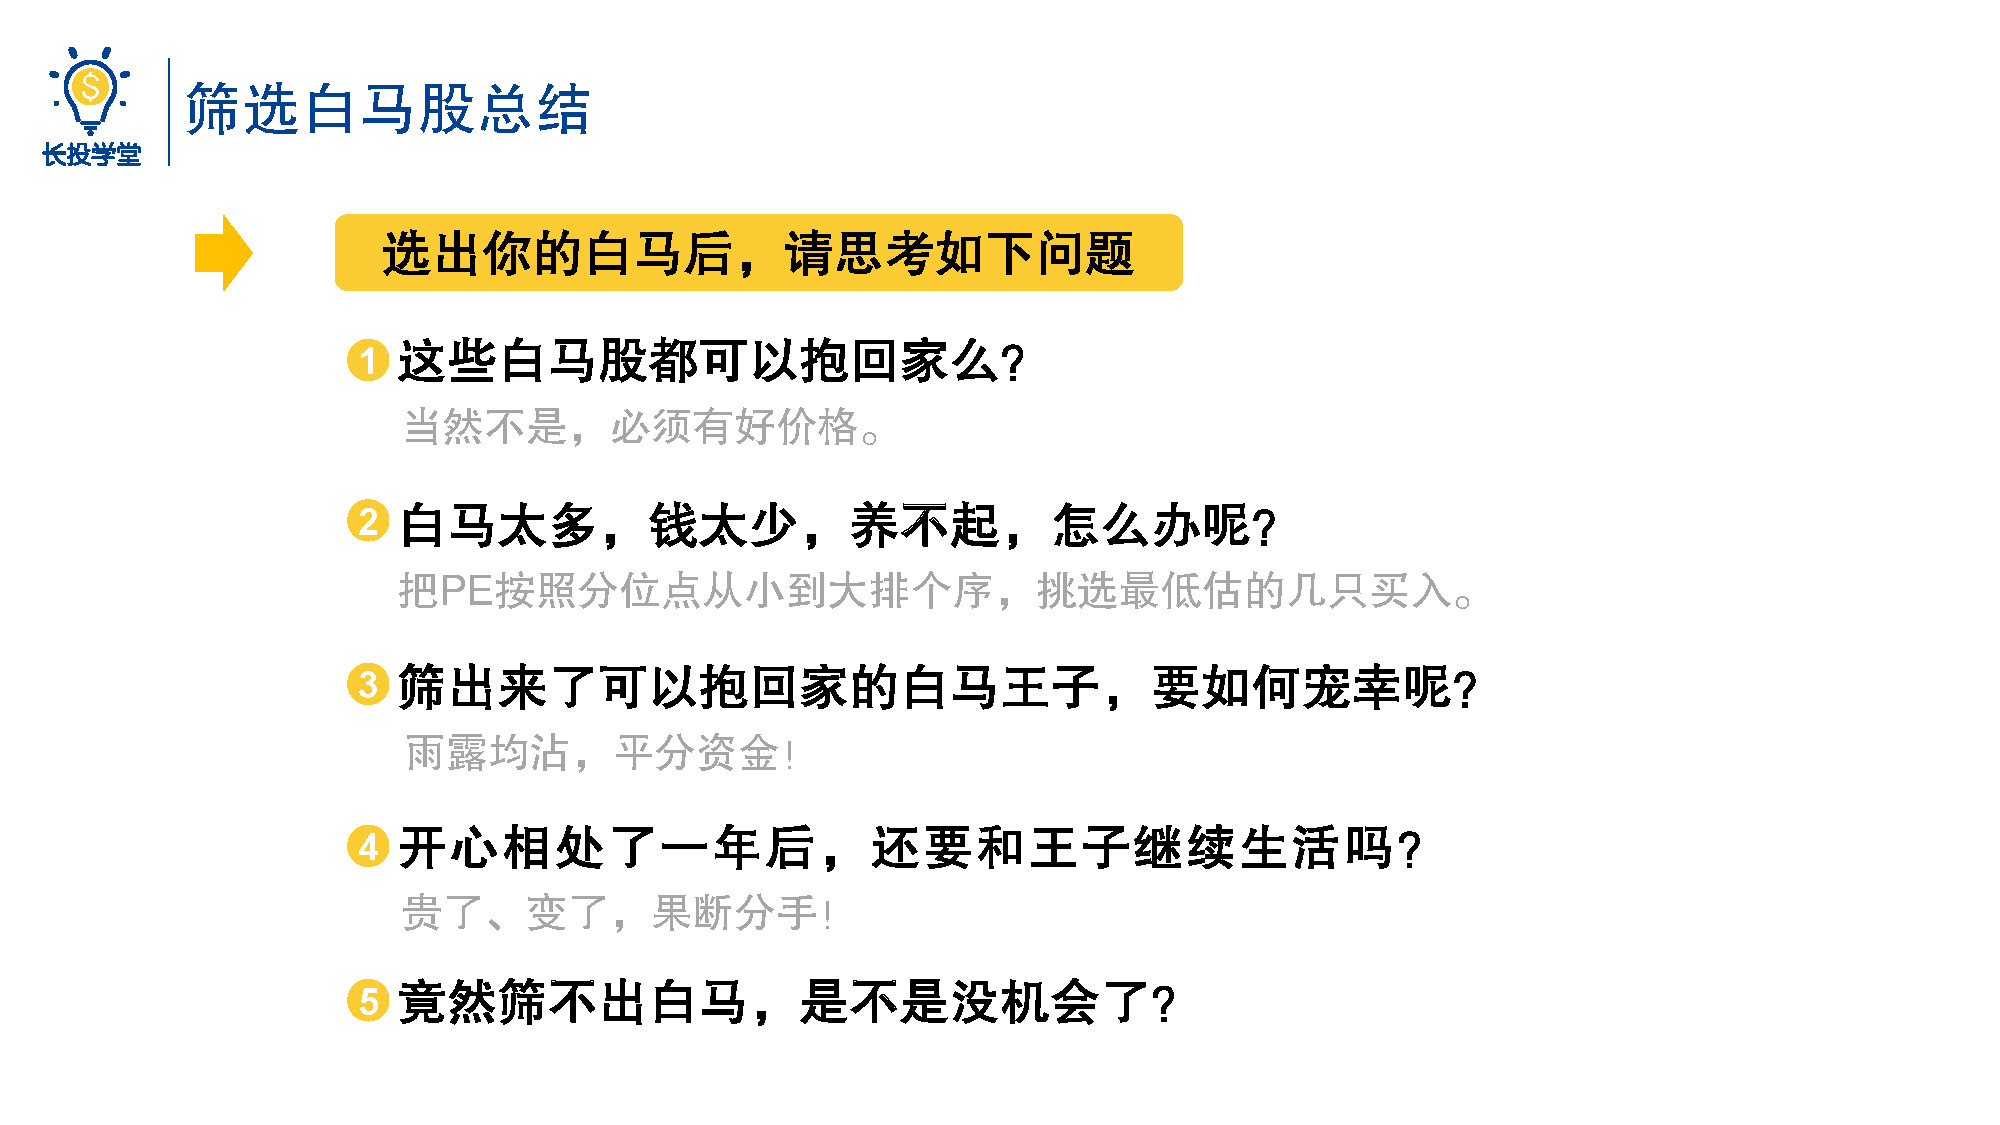 $
长投学堂
筛选白马股总结
选出你的白马后，请思考如下问题
1 这些白马股都可以抱回家么？
当然不是，必须有好价格。
2 白马太多，钱太少，养不起，怎么办呢？
把PE按照分位点从小到大排个序，挑选最低估的几只买入。
3 筛出来了可以抱回家的白马王子，要如何宠幸呢？
雨露均沾，平分资金！
4 开心相处了一年后，还要和王子继续生活吗？
贵了、变了，果断分手！
5 竟然筛不出白马，是不是没机会了？